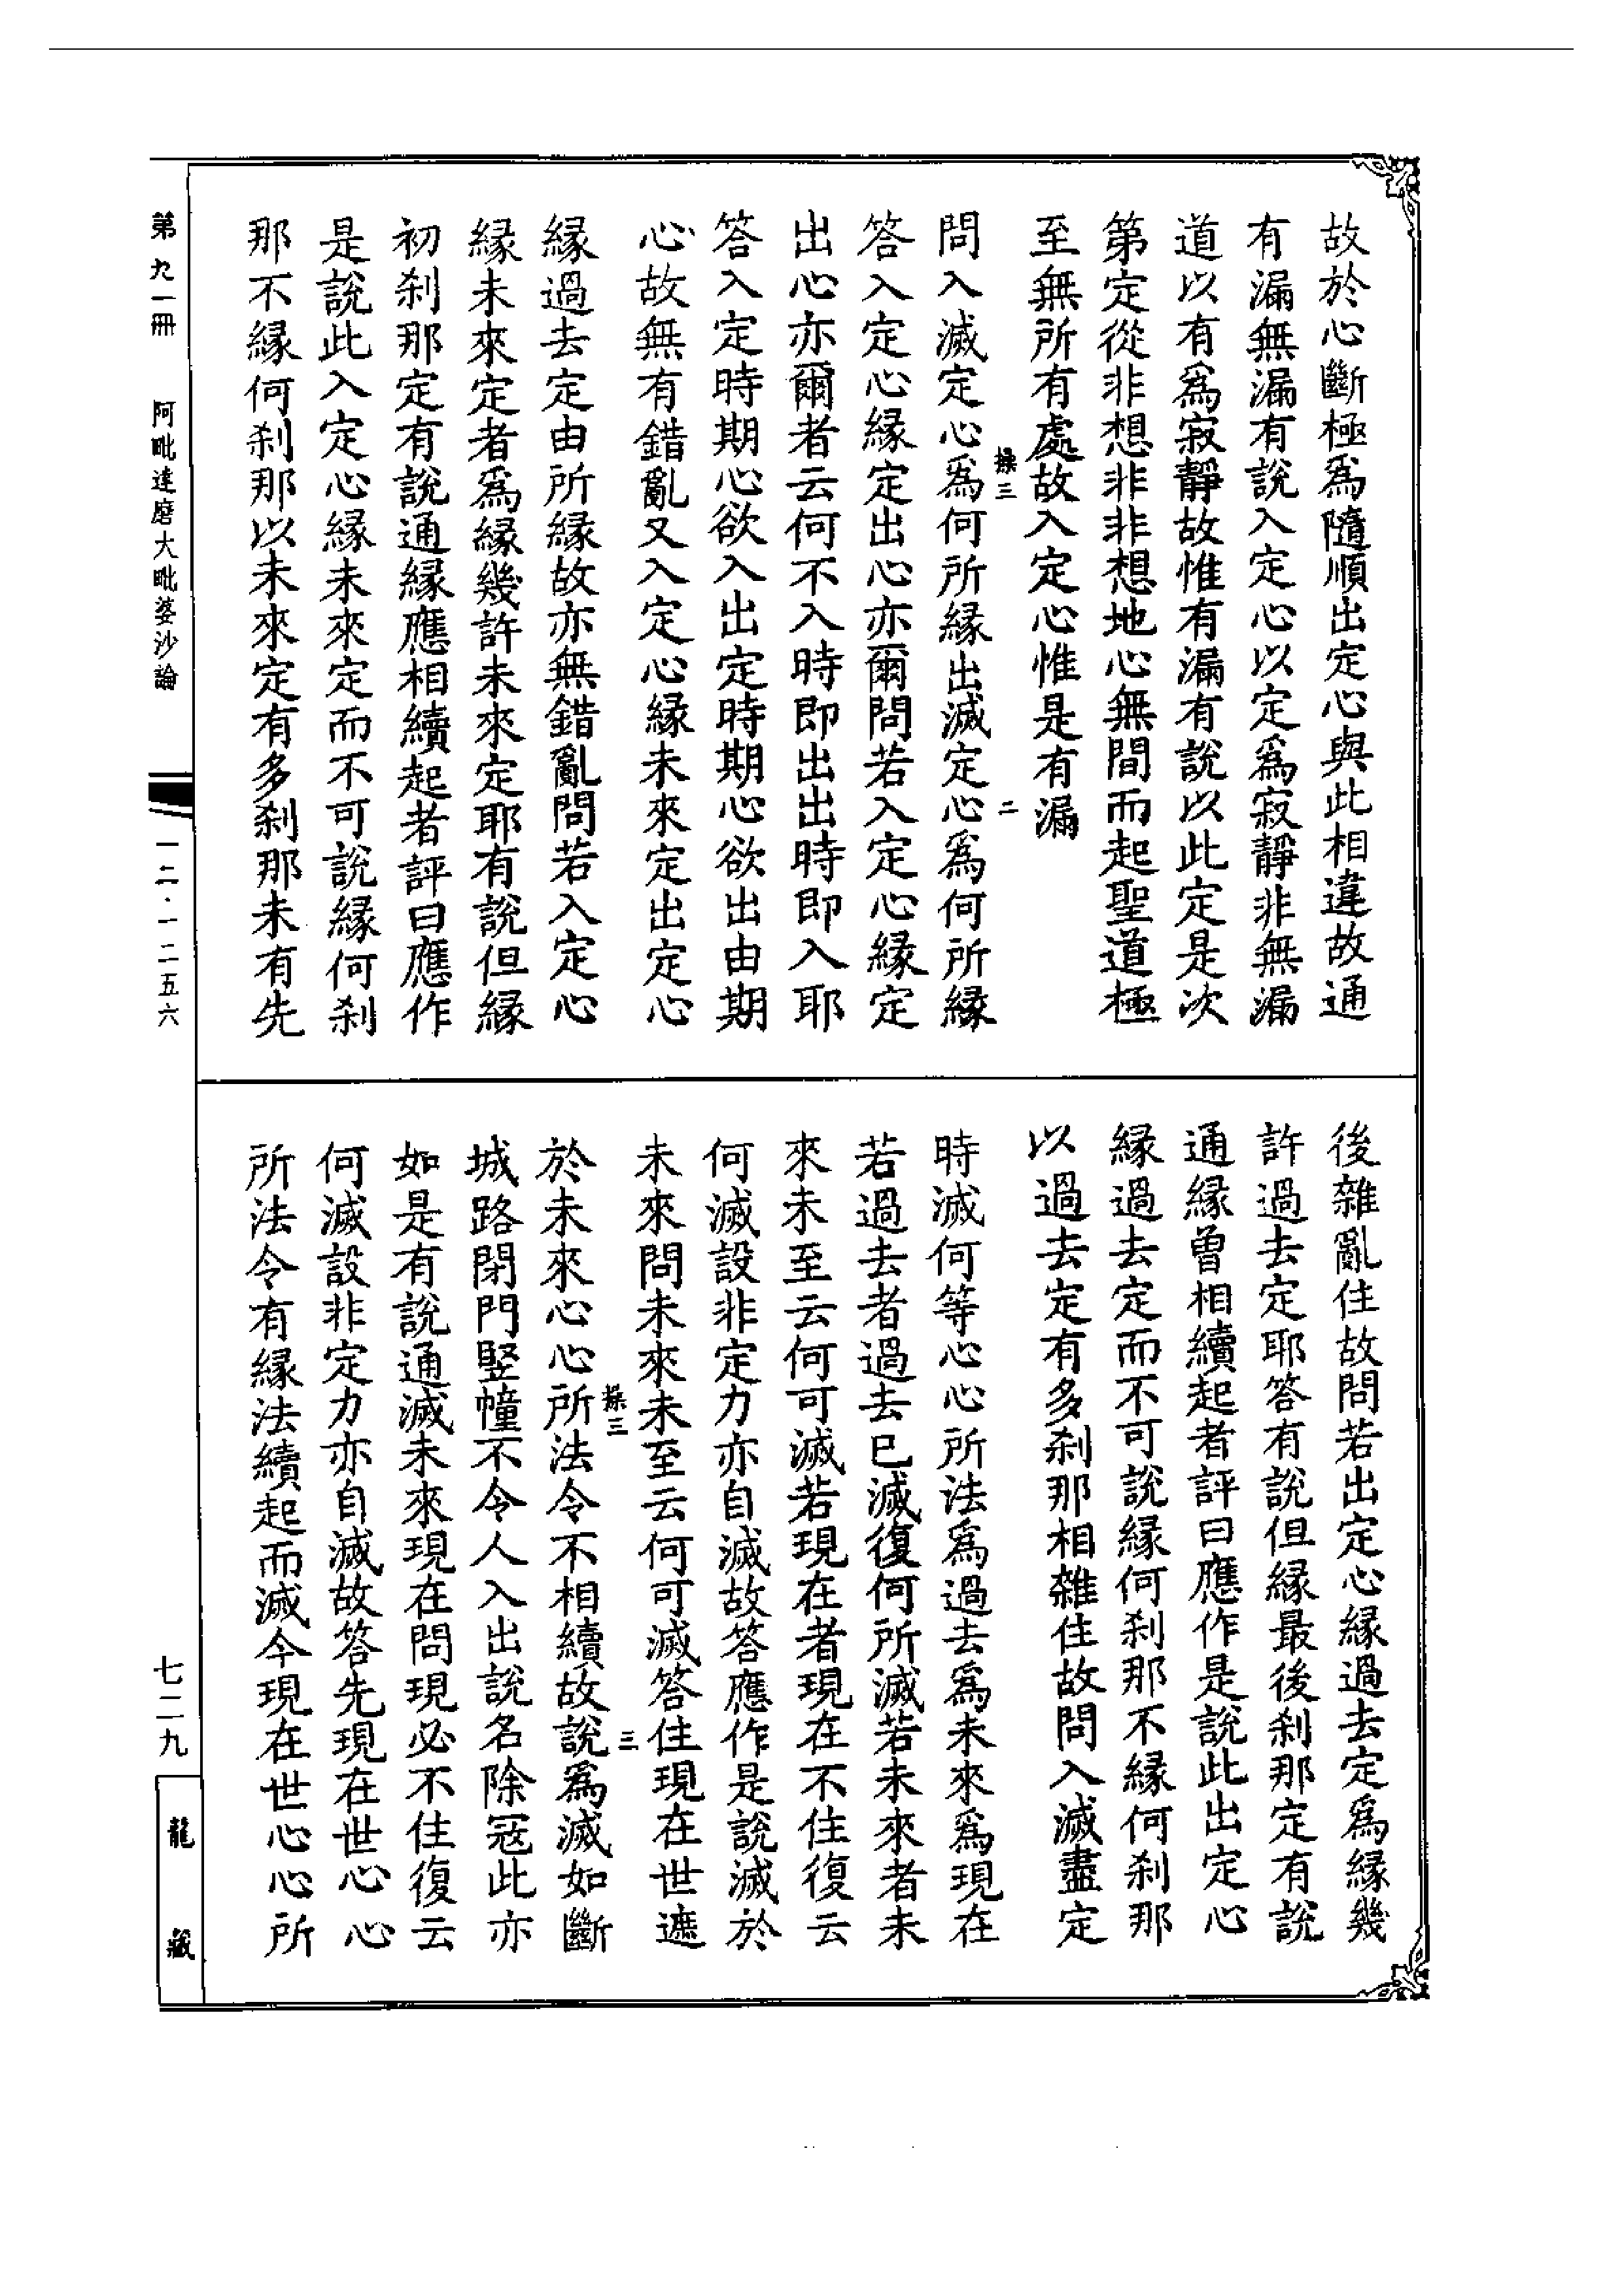 故於心斷極爲隨順出定心與此相違故通
有漏無漏有說入定心以定爲寂靜非無漏
道以有爲寂靜故惟有漏有說以此定是次
第定從非想非非想地心無間而起聖道極
至無所有處故入定心惟是有漏
操三 二
問入滅定心爲何所緣出滅定心爲何所緣
答入定心緣定出心亦爾問若入定心緣定
出心亦爾者云何不入時即出出時即入耶
答入定時期心欲入出定時期心欲出由期
心故無有錯亂又入定心緣未來定出定心
緣過去定由所緣故亦無錯亂問若入定心
緣未來定者爲緣幾許未來定耶有說但緣
初剎那定有說通緣應相續起者評曰應作
是說此入定心緣未來定而不可說緣何剎
那不緣何剎那以未來定有多剎那未有先
後雜亂住故問若出定心緣過去定爲緣幾
許過去定耶答有說但緣最後剎那定有說
通緣曾相續起者評曰應作是說此出定心
緣過去定而不可說緣何剎那不緣何剎那
以過去定有多剎那相雜住故問入滅盡定
時滅何等心心所法爲過去爲未來爲現在
若過去者過去已滅復何所滅若未來者未
來未至云何可滅若現在者現在不住復云
何滅設非定力亦自滅故答應作是說滅於
未來問未來未至云何可滅答住現在世遮
操三 三
於未來心心所法令不相續故說爲滅如斷
城路閉門竪幢不令人入出說名除寇此亦
如是有說通滅未來現在問現必不住復云
何滅設非定力亦自滅故答先現在世心心
所法令有緣法續起而滅今現在世心心所
第九一冊 阿毗達磨大毗婆沙論 一二·一二五六 七二九 龍藏